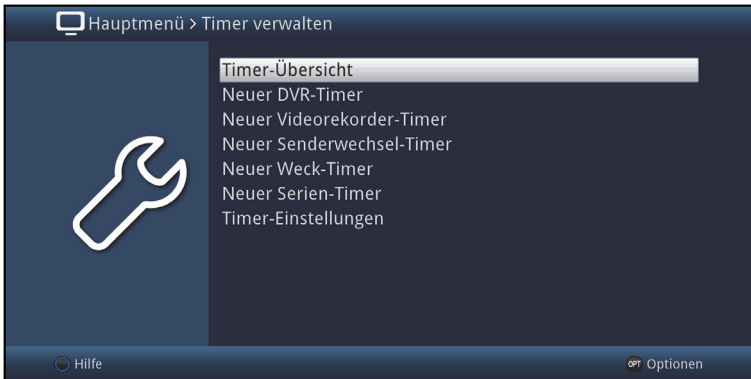 Hauptmenü > Timer verwalten
Timer-Übersicht
Neuer DVR-Timer
Neuer Videorekorder-Timer
Neuer Senderwechsel-Timer
Neuer Weck-Timer
Neuer Serien-Timer
Timer-Einstellungen
Hilfe OPT Optionen